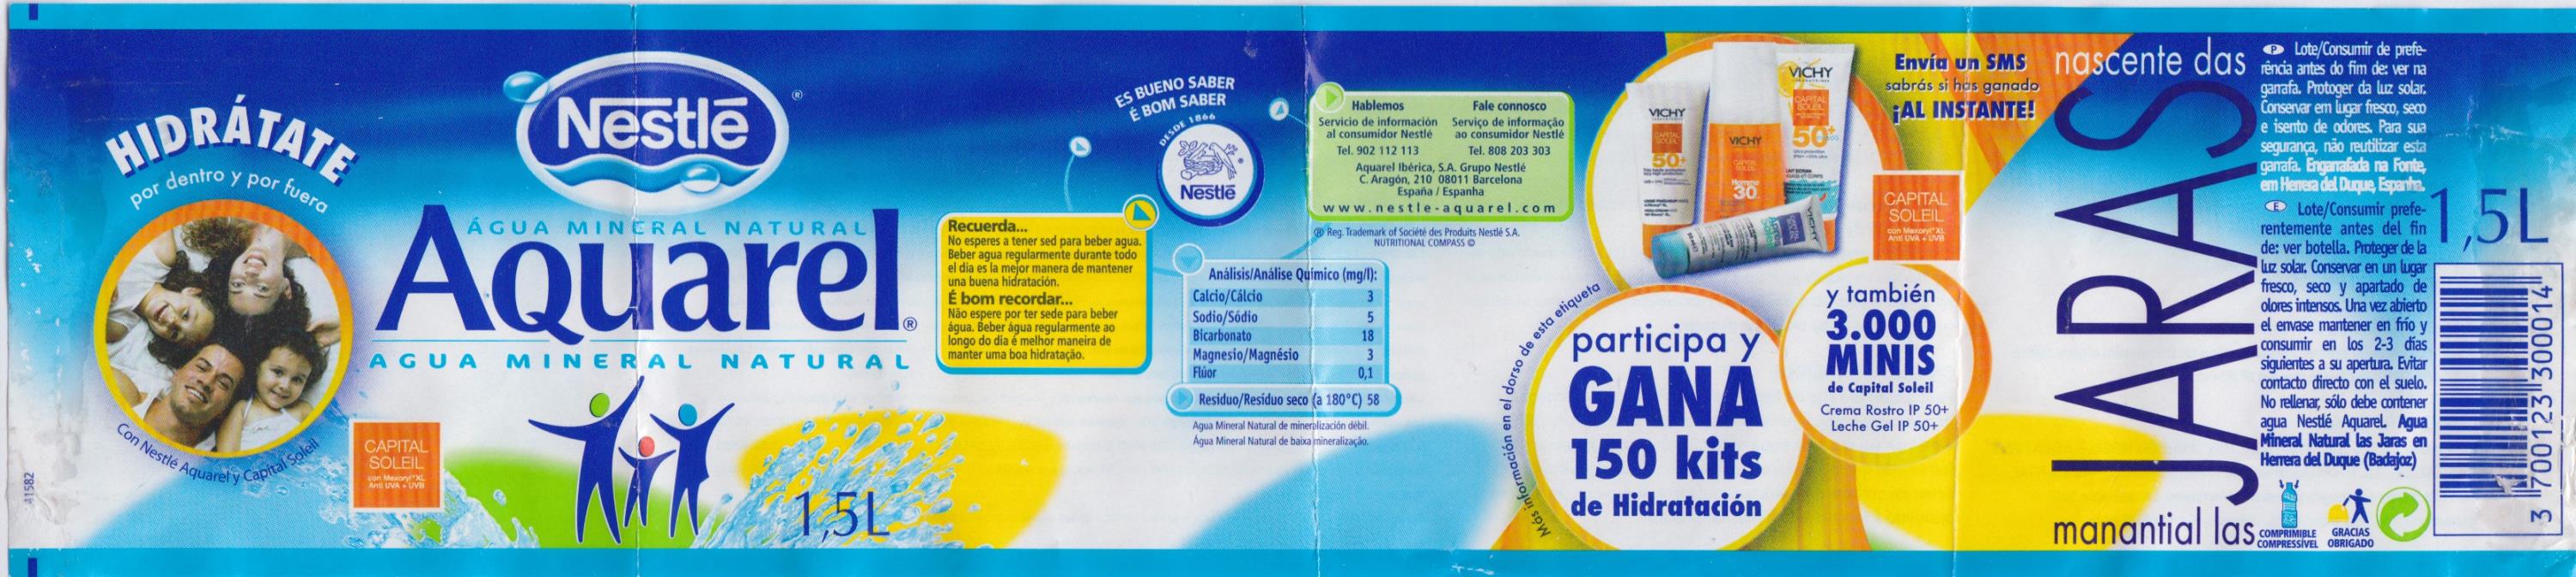 HIDRÁTATE
por dentro y por fuera
Con Nestlé Aquarel y Capital Soleil
41582
CAPITAL
SOLEIL
con Mexoryl®XL
Anti UVA + UVB
Nestlé
®
ÁGUA MINERAL NATURAL
Aquarel®
AGUA MINERAL NATURAL
1,5L
Recuerda...
No esperes a tener sed para beber agua.
Beber agua regularmente durante todo
el día es la mejor manera de mantener
una buena hidratación.
É bom recordar...
Não espere por ter sede para beber
água. Beber água regularmente ao
longo do dia é melhor maneira de
manter uma boa hidratação.
ES BUENO SABER
É BOM SABER
DESDE 1866
Nestlé
Análisis/Análise Químico (mg/l):
Calcio/Cálcio 3
Sodio/Sódio 5
Bicarbonato 18
Magnesio/Magnésio 3
Flúor 0,1
Residuo/Resíduo seco (a 180°C) 58
Agua Mineral Natural de mineralización débil.
Água Mineral Natural de baixa mineralização.
Hablemos
Servicio de información
al consumidor Nestlé
Tel. 902 112 113
Fale connosco
Serviço de informação
ao consumidor Nestlé
Tel. 808 203 303
Aquarel Ibérica, S.A. Grupo Nestlé
C. Aragón, 210 08011 Barcelona
España / Espanha
www.nestle-aquarel.com
® Reg. Trademark of Société des Produits Nestlé S.A.
NUTRITIONAL COMPASS ©
VICHY
CAPITAL
SOLEIL
50+
VICHY
CAPITAL
SOLEIL
30
VICHY
CAPITAL
SOLEIL
50+
VICHY
Envía un SMS
sabrás si has ganado
¡AL INSTANTE!
CAPITAL
SOLEIL
con Mexoryl®XL
Anti UVA + UVB
Más información en el dorso de esta etiqueta
participa y
GANA
150 kits
de Hidratación
y también
3.000
MINIS
de Capital Soleil
Crema Rostro IP 50+
Leche Gel IP 50+
nascente das
JARAS
manantial las
P Lote/Consumir de prefe-
rência antes do fim de: ver na
garrafa. Protoger da luz solar.
Conservar em lugar fresco, seco
e isento de odores. Para sua
segurança, não reutilizar esta
garrafa. Engarrafada na Fonte,
em Herrera del Duque, Espanha.
E Lote/Consumir prefe-
rentemente antes del fin
de: ver botella. Proteger de la
luz solar. Conservar en un lugar
fresco, seco y apartado de
olores intensos. Una vez abierto
el envase mantener en frío y
consumir en los 2-3 días
siguientes a su apertura. Evitar
contacto directo con el suelo.
No rellenar, sólo debe contener
agua Nestlé Aquarel. Agua
Mineral Natural las Jaras en
Herrera del Duque (Badajoz)
COMPRIMIBLE
COMPRESSÍVEL
GRACIAS
OBRIGADO
1,5L
3 700123 300014